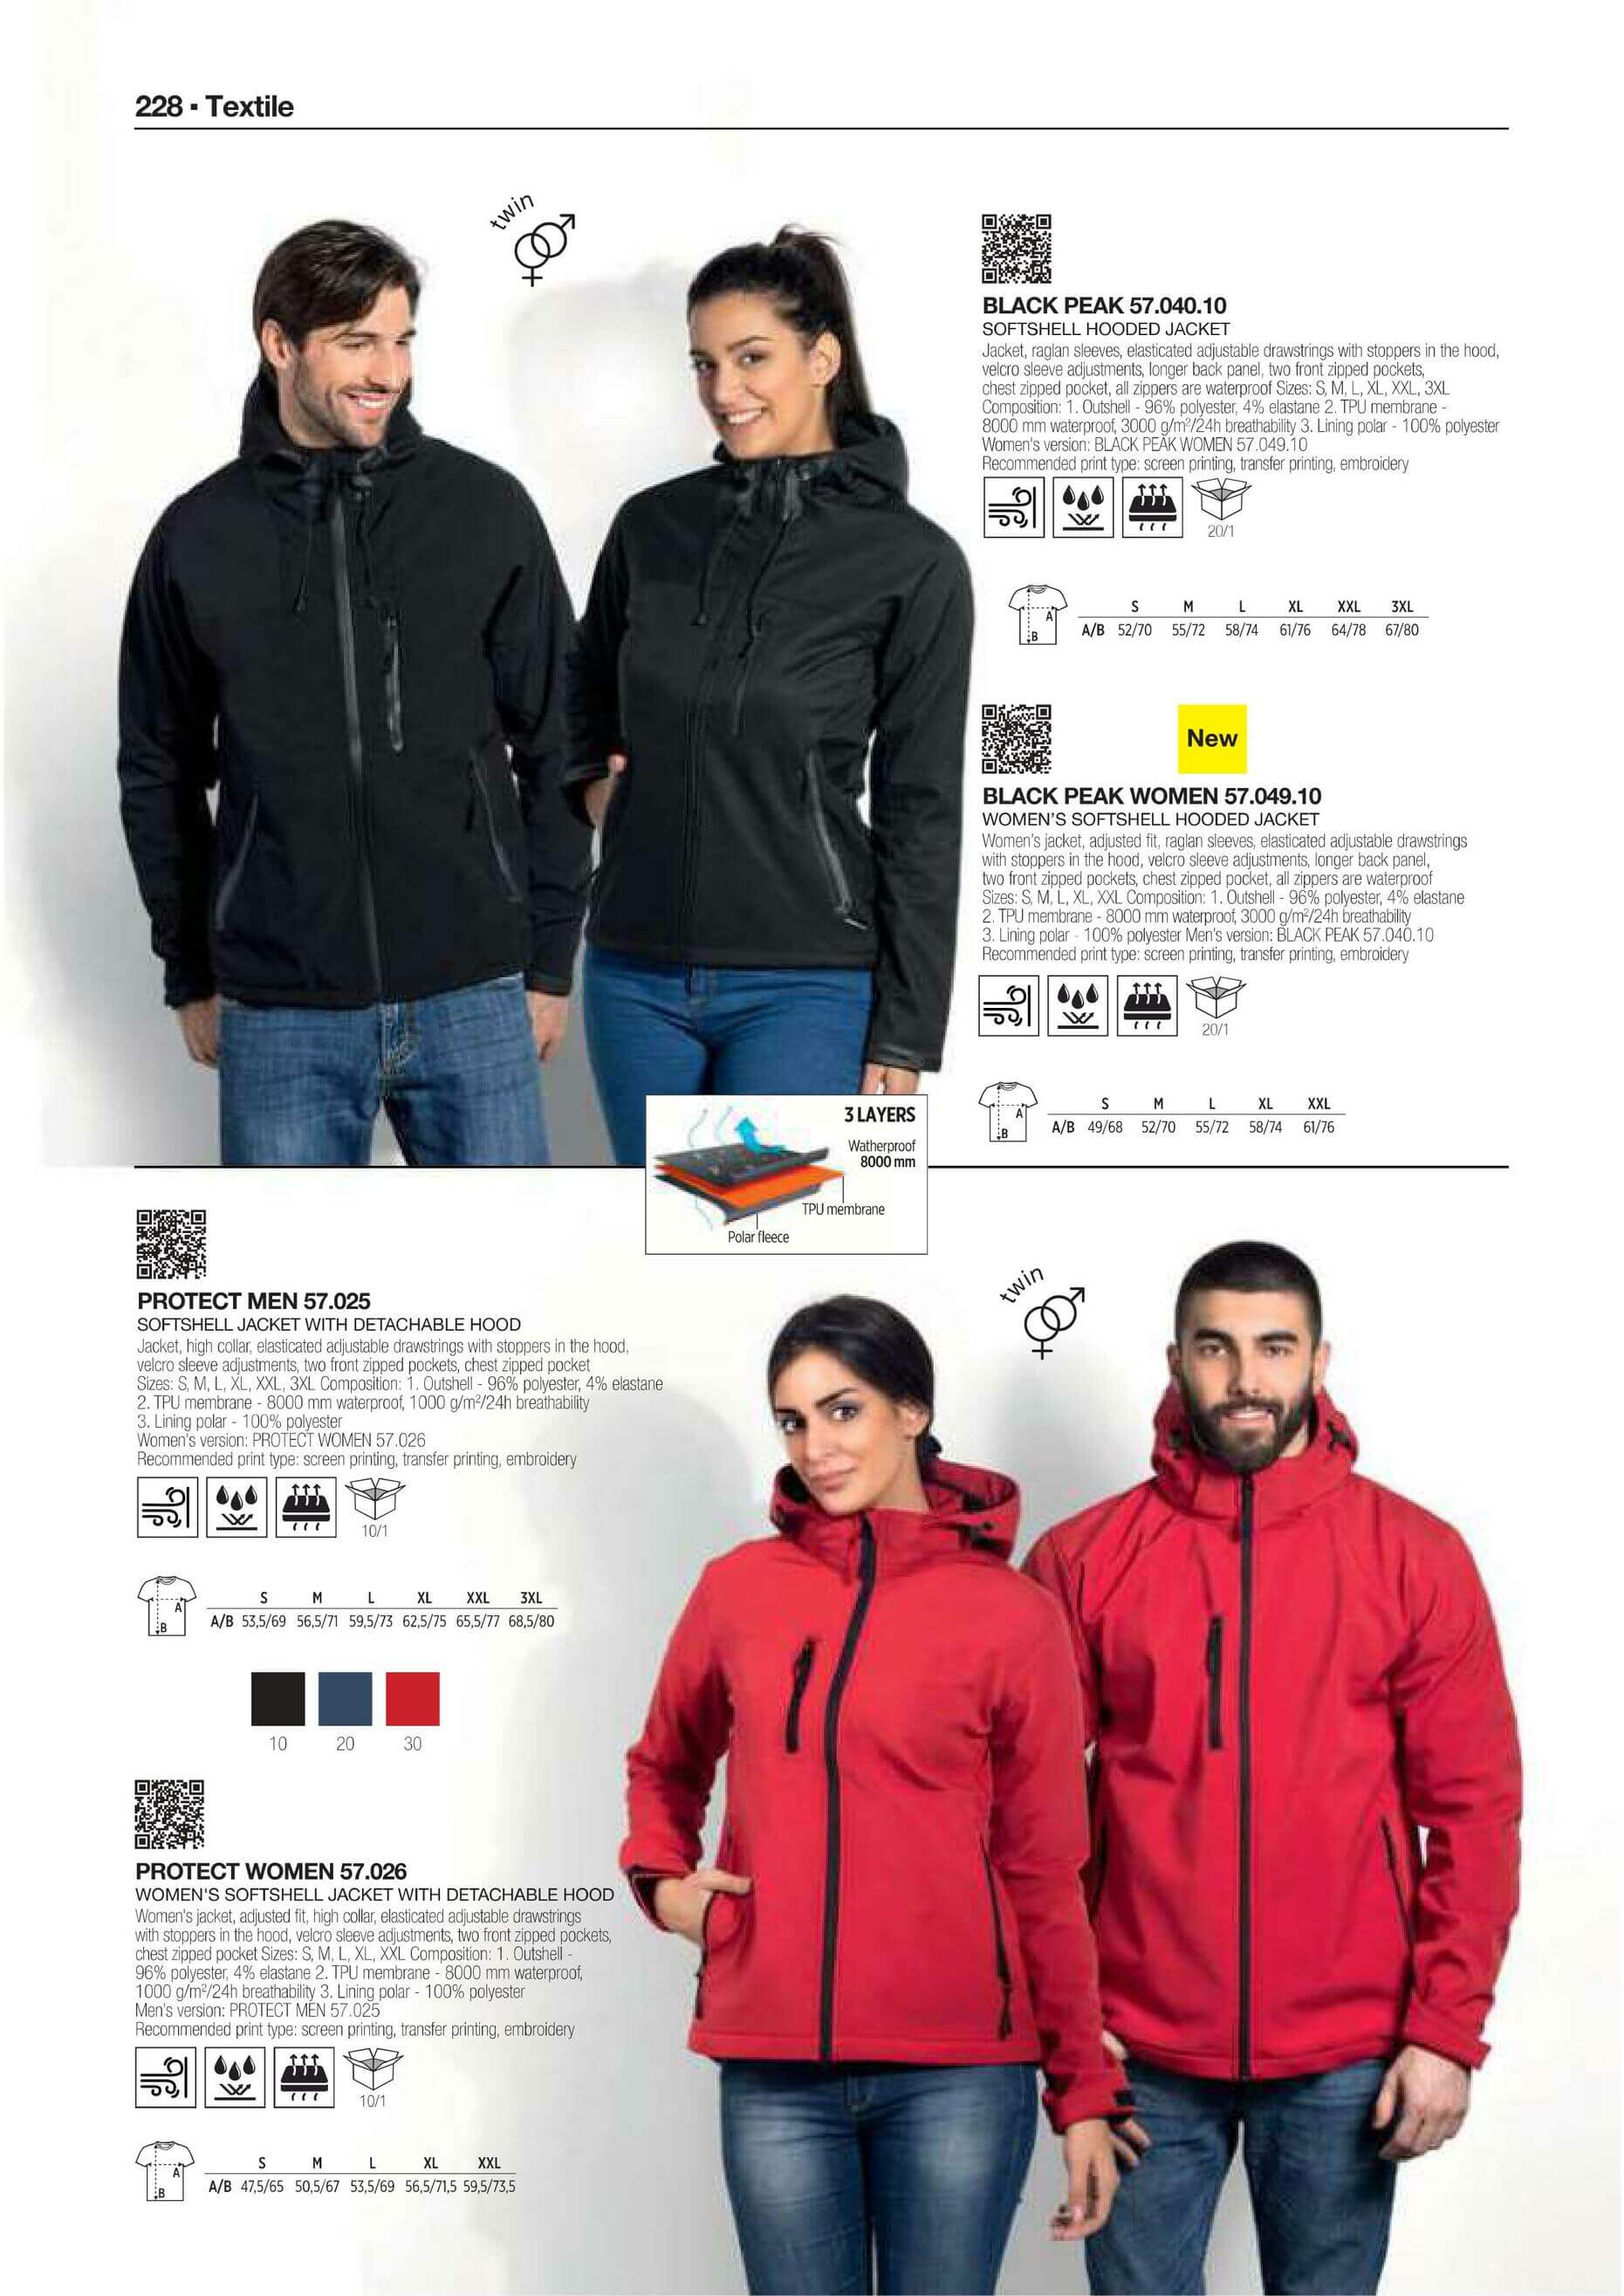 228 ▪ Textile
twin
BLACK PEAK 57.040.10
SOFTSHELL HOODED JACKET
Jacket, raglan sleeves, elasticated adjustable drawstrings with stoppers in the hood,
velcro sleeve adjustments, longer back panel, two front zipped pockets,
chest zipped pocket, all zippers are waterproof Sizes: S, M, L, XL, XXL, 3XL
Composition: 1. Outshell - 96% polyester, 4% elastane 2. TPU membrane -
8000 mm waterproof, 3000 g/m²/24h breathability 3. Lining polar - 100% polyester
Women's version: BLACK PEAK WOMEN 57.049.10
Recommended print type: screen printing, transfer printing, embroidery
20/1
S M L XL XXL 3XL
A
B
A/B 52/70 55/72 58/74 61/76 64/78 67/80
New
BLACK PEAK WOMEN 57.049.10
WOMEN'S SOFTSHELL HOODED JACKET
Women's jacket, adjusted fit, raglan sleeves, elasticated adjustable drawstrings
with stoppers in the hood, velcro sleeve adjustments, longer back panel,
two front zipped pockets, chest zipped pocket, all zippers are waterproof
Sizes: S, M, L, XL, XXL Composition: 1. Outshell - 96% polyester, 4% elastane
2. TPU membrane - 8000 mm waterproof, 3000 g/m²/24h breathability
3. Lining polar - 100% polyester Men's version: BLACK PEAK 57.040.10
Recommended print type: screen printing, transfer printing, embroidery
20/1
S M L XL XXL
A
B
A/B 49/68 52/70 55/72 58/74 61/76
3 LAYERS
Watherproof
8000 mm
TPU membrane
Polar fleece
PROTECT MEN 57.025
SOFTSHELL JACKET WITH DETACHABLE HOOD
Jacket, high collar, elasticated adjustable drawstrings with stoppers in the hood,
velcro sleeve adjustments, two front zipped pockets, chest zipped pocket
Sizes: S, M, L, XL, XXL, 3XL Composition: 1. Outshell - 96% polyester, 4% elastane
2. TPU membrane - 8000 mm waterproof, 1000 g/m²/24h breathability
3. Lining polar - 100% polyester
Women's version: PROTECT WOMEN 57.026
Recommended print type: screen printing, transfer printing, embroidery
10/1
twin
S M L XL XXL 3XL
A
B
A/B 53,5/69 56,5/71 59,5/73 62,5/75 65,5/77 68,5/80
10 20 30
PROTECT WOMEN 57.026
WOMEN'S SOFTSHELL JACKET WITH DETACHABLE HOOD
Women's jacket, adjusted fit, high collar, elasticated adjustable drawstrings
with stoppers in the hood, velcro sleeve adjustments, two front zipped pockets,
chest zipped pocket Sizes: S, M, L, XL, XXL Composition: 1. Outshell -
96% polyester, 4% elastane 2. TPU membrane - 8000 mm waterproof,
1000 g/m²/24h breathability 3. Lining polar - 100% polyester
Men's version: PROTECT MEN 57.025
Recommended print type: screen printing, transfer printing, embroidery
10/1
S M L XL XXL
A
B
A/B 47,5/65 50,5/67 53,5/69 56,5/71,5 59,5/73,5